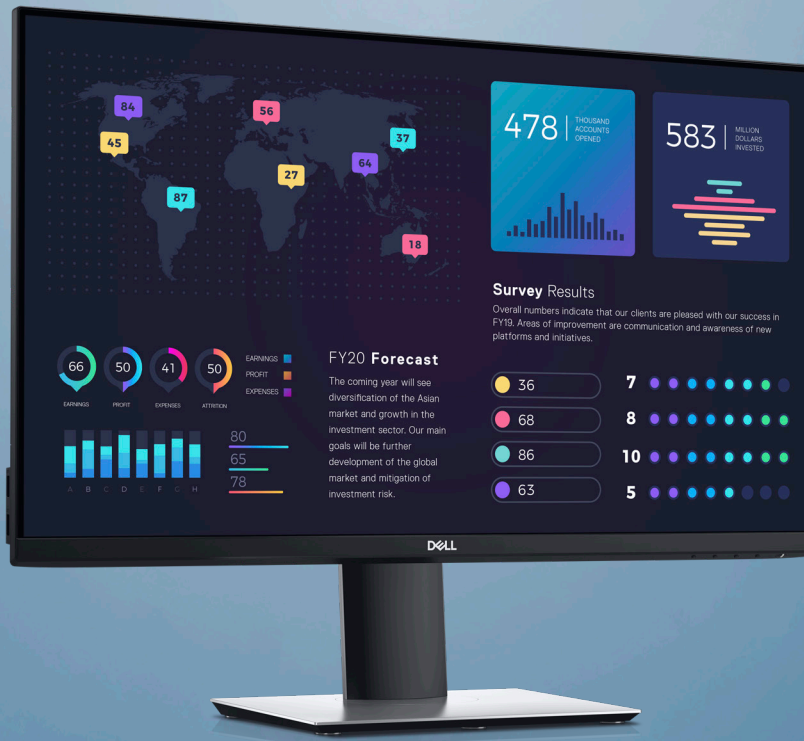 84
56
45
37
27
64
87
18
478
THOUSAND
ACCOUNTS
OPENED
583
MILLION
DOLLARS
INVESTED
Survey Results
Overall numbers indicate that our clients are pleased with our success in
FY19. Areas of improvement are communication and awareness of new
platforms and initiatives.
66
50
41
50
EARNINGS
PROFIT
EXPENSES
ATTRITION
EARNINGS
PROFIT
EXPENSES
FY20 Forecast
The coming year will see
diversification of the Asian
market and growth in the
investment sector. Our main
goals will be further
development of the global
market and mitigation of
investment risk.
A B C D E F G H
80
65
78
36
68
86
63
7
8
10
5
DELL